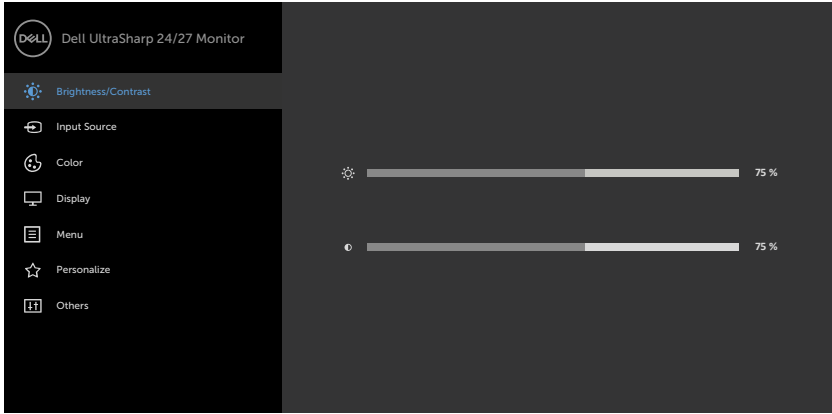 DELL Dell UltraSharp 24/27 Monitor
Brightness/Contrast
Input Source
Color
75 %
Display
Menu
75 %
Personalize
Others